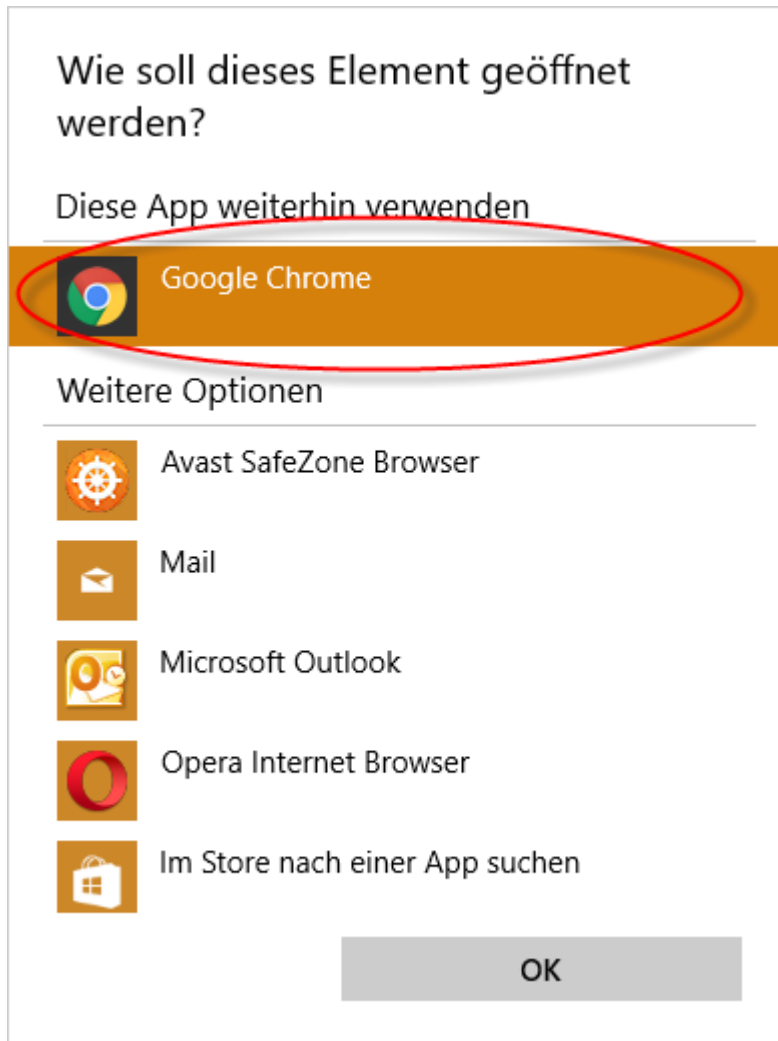 Wie soll dieses Element geöffnet
werden?
Diese App weiterhin verwenden
Google Chrome
Weitere Optionen
Avast SafeZone Browser
Mail
Microsoft Outlook
Opera Internet Browser
Im Store nach einer App suchen
OK